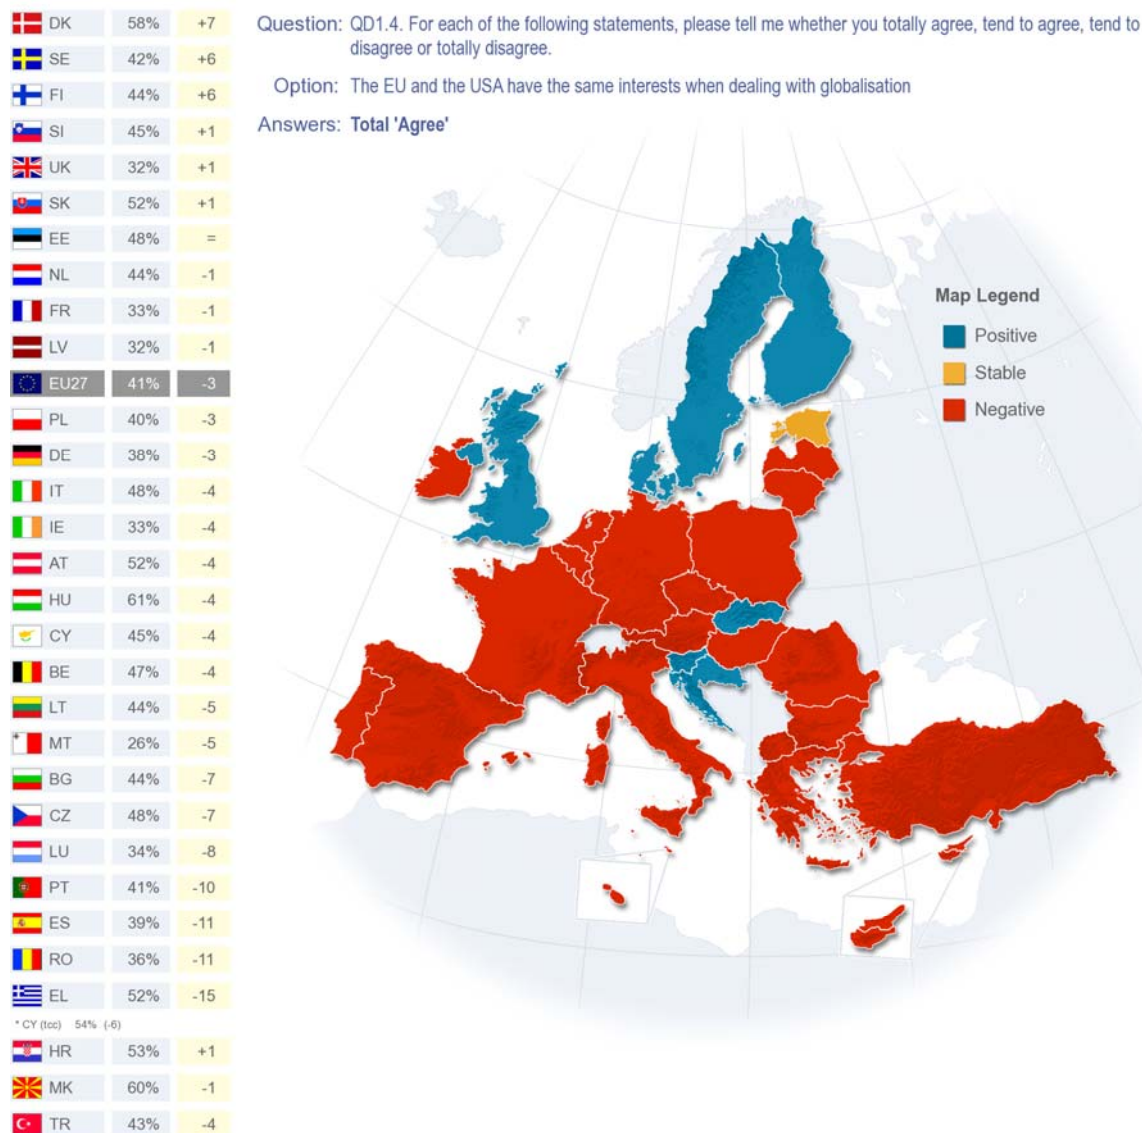 Question: QD1.4. For each of the following statements, please tell me whether you totally agree, tend to agree, tend to
disagree or totally disagree.
Option: The EU and the USA have the same interests when dealing with globalisation
Answers: Total 'Agree'
DK 58% +7
SE 42% +6
FI 44% +6
SI 45% +1
UK 32% +1
SK 52% +1
EE 48% =
NL 44% -1
FR 33% -1
LV 32% -1
EU27 41% -3
PL 40% -3
DE 38% -3
IT 48% -4
IE 33% -4
AT 52% -4
HU 61% -4
CY 45% -4
BE 47% -4
LT 44% -5
MT 26% -5
BG 44% -7
CZ 48% -7
LU 34% -8
PT 41% -10
ES 39% -11
RO 36% -11
EL 52% -15
* CY (tcc) 54% (-6)
HR 53% +1
MK 60% -1
TR 43% -4
Map Legend
Positive
Stable
Negative